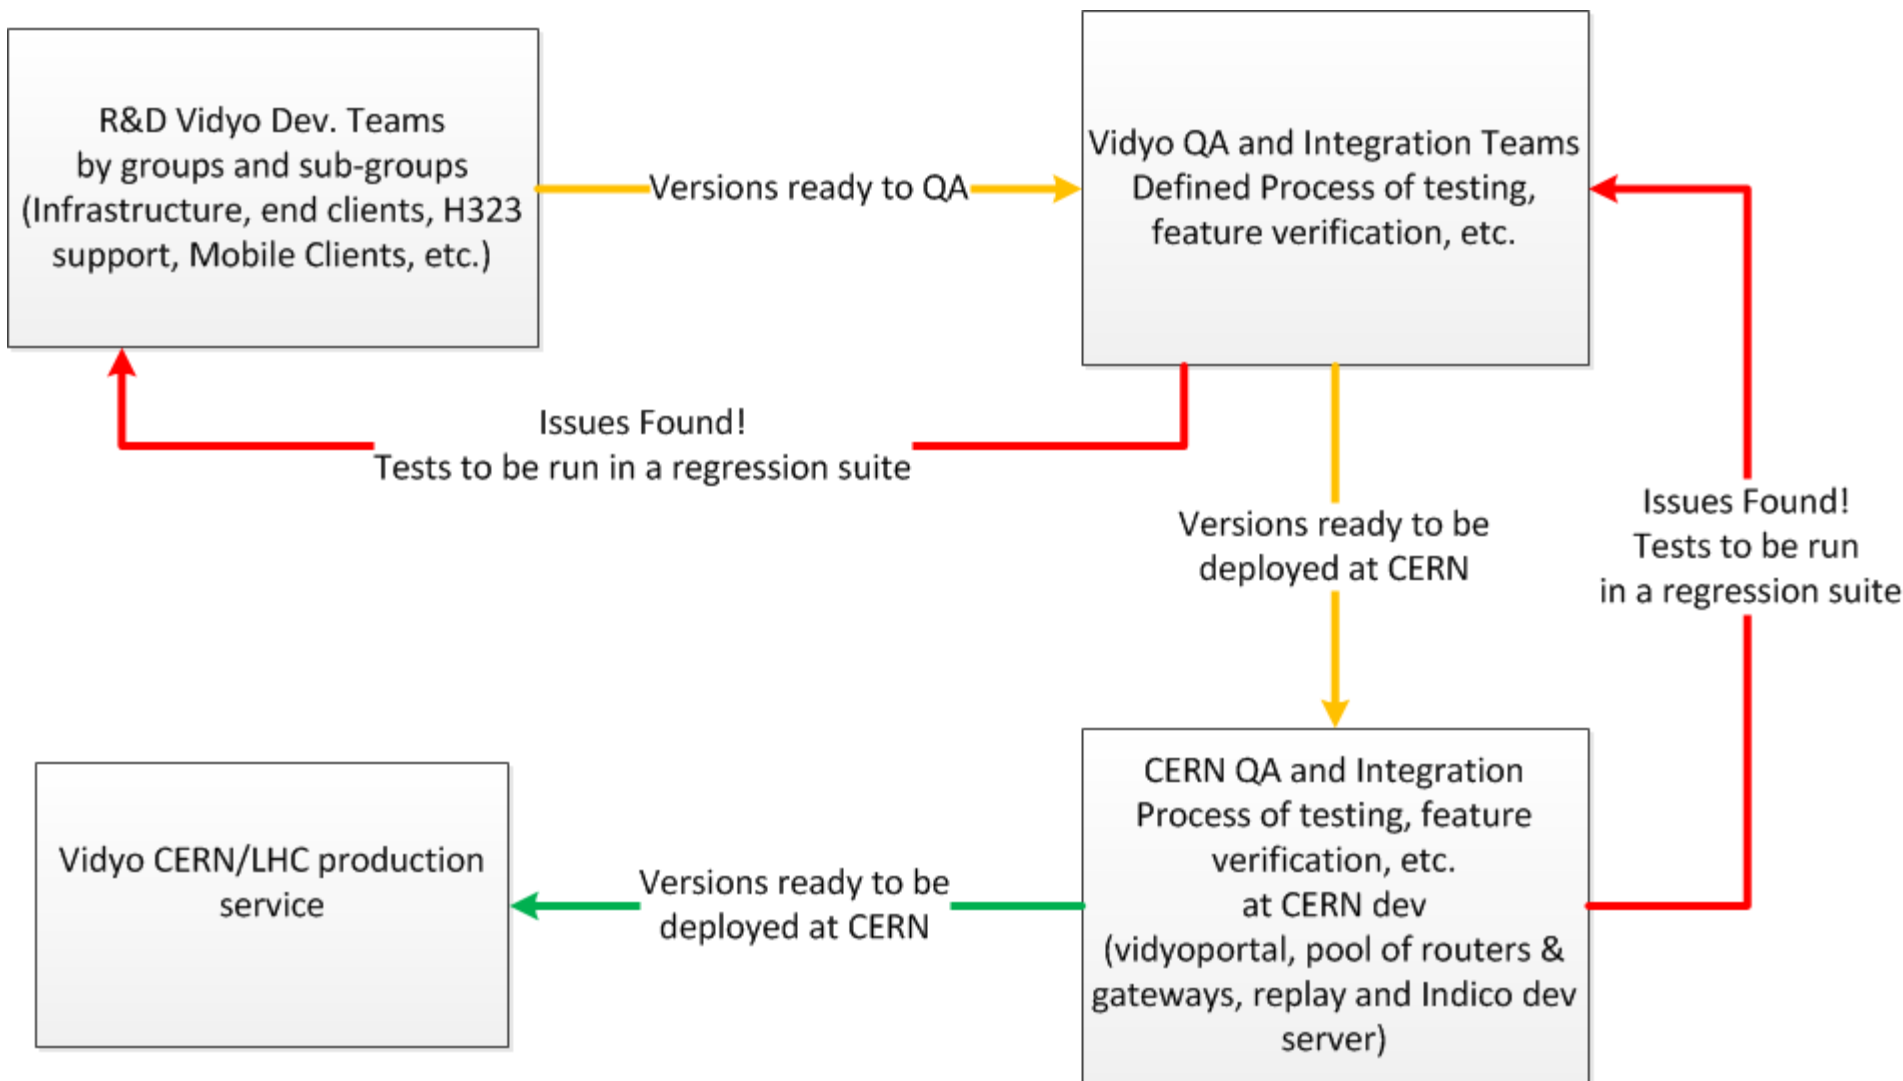 R&D Vidyo Dev. Teams
by groups and sub-groups
(Infrastructure, end clients, H323
support, Mobile Clients, etc.)
Versions ready to QA
Vidyo QA and Integration Teams
Defined Process of testing,
feature verification, etc.
Issues Found!
Tests to be run in a regression suite
Versions ready to be
deployed at CERN
Issues Found!
Tests to be run
in a regression suite
CERN QA and Integration
Process of testing, feature
verification, etc.
at CERN dev
(vidyoportal, pool of routers &
gateways, replay and Indico dev
server)
Versions ready to be
deployed at CERN
Vidyo CERN/LHC production
service